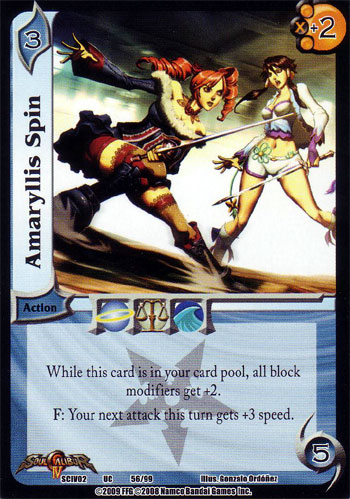 3
X +2
Amaryllis Spin
Action
While this card is in your card pool, all block
modifiers get +2.
F: Your next attack this turn gets +3 speed.
5
SOULCALIBUR
IV
SCIV02 UC 56/99 Illus. Gonzalo Ordóñez
©2009 FFG ©2008 Namco Bandai Games Inc.